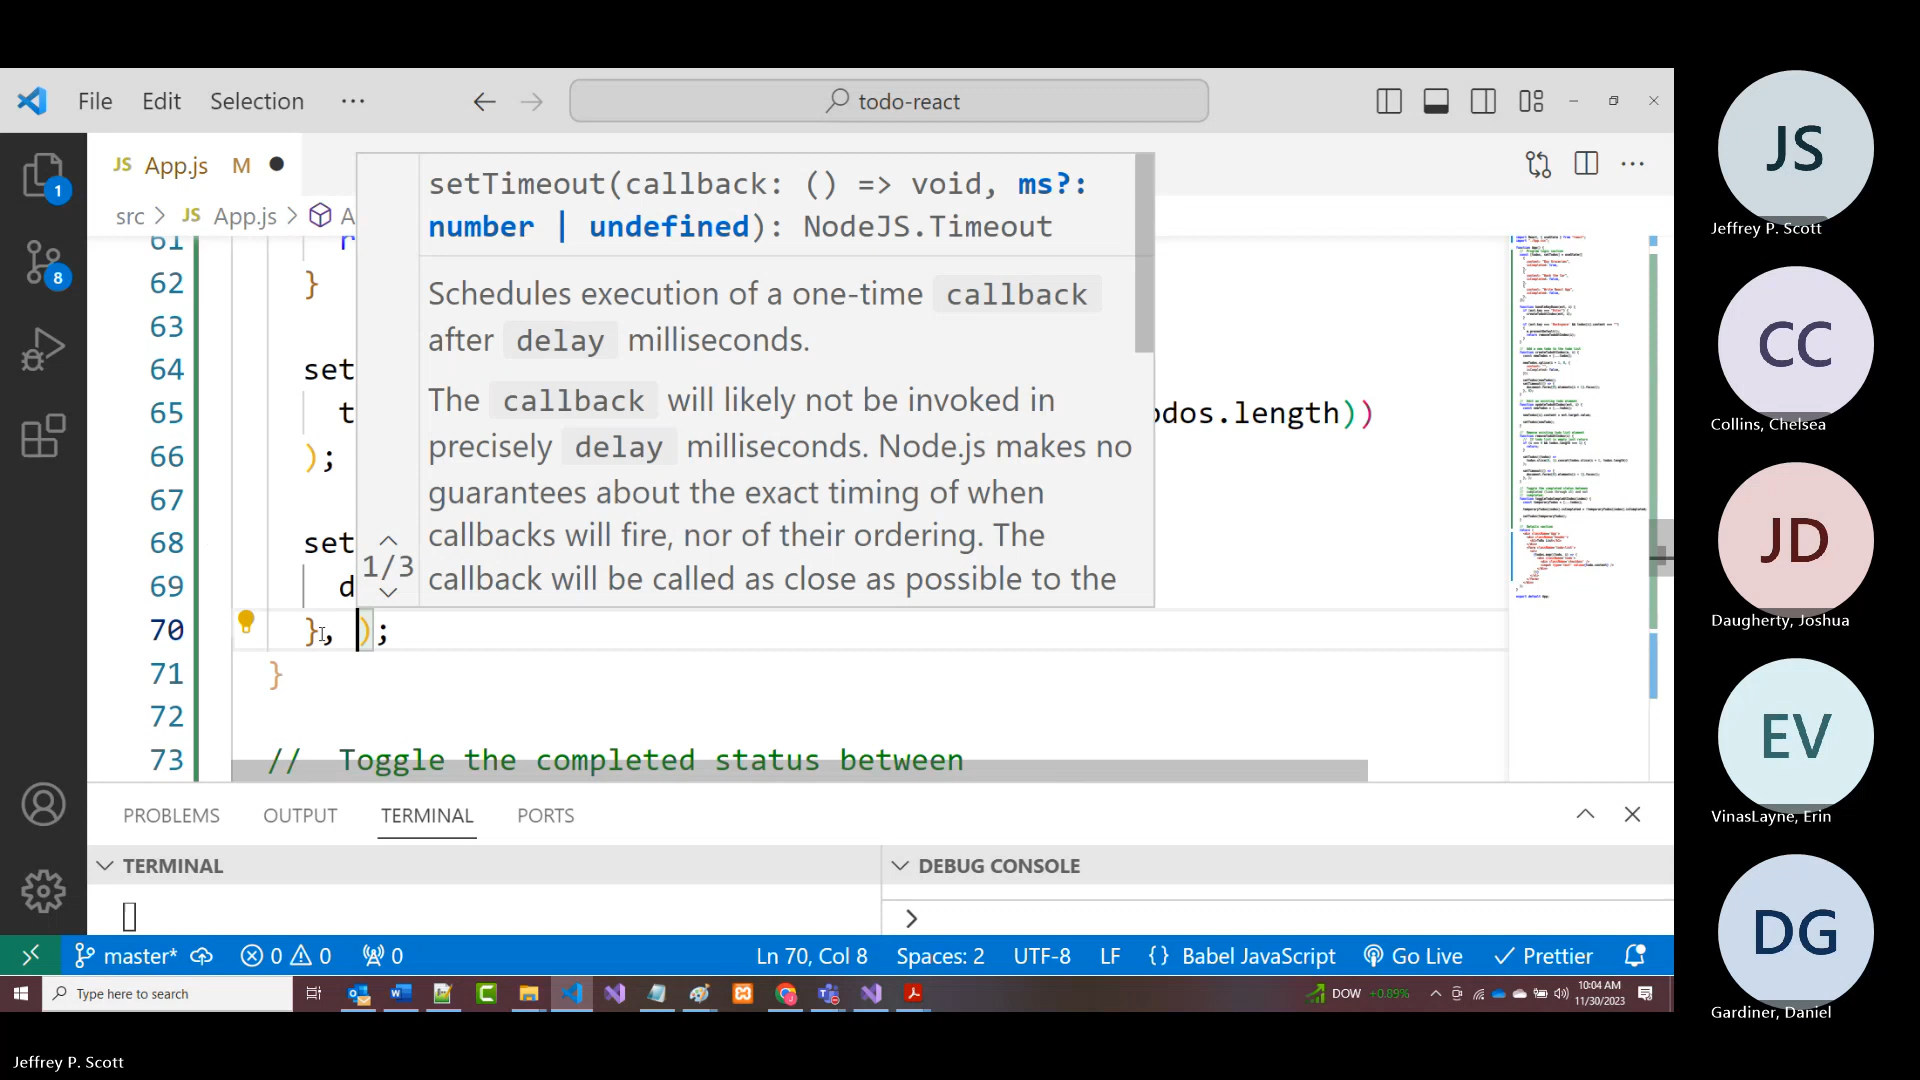 File Edit Selection ···
todo-react
JS App.js M
src > JS App.js > A
setTimeout(callback: () => void, ms?:
number | undefined): NodeJS.Timeout
Schedules execution of a one-time callback
after delay milliseconds.
The callback will likely not be invoked in
precisely delay milliseconds. Node.js makes no
guarantees about the exact timing of when
callbacks will fire, nor of their ordering. The
callback will be called as close as possible to the
1/3
61 r
62 }
63
64 set
65 t odos.length))
66 );
67
68 set
69 d
70 }, );
71 }
72
73 // Toggle the completed status between
1
8
PROBLEMS OUTPUT TERMINAL PORTS
TERMINAL
DEBUG CONSOLE
>
master* 0 0 0
Ln 70, Col 8 Spaces: 2 UTF-8 LF {} Babel JavaScript Go Live Prettier
Type here to search
DOW +0.89%
10:04 AM
11/30/2023
JS
Jeffrey P. Scott
CC
Collins, Chelsea
JD
Daugherty, Joshua
EV
VinasLayne, Erin
DG
Gardiner, Daniel
Jeffrey P. Scott